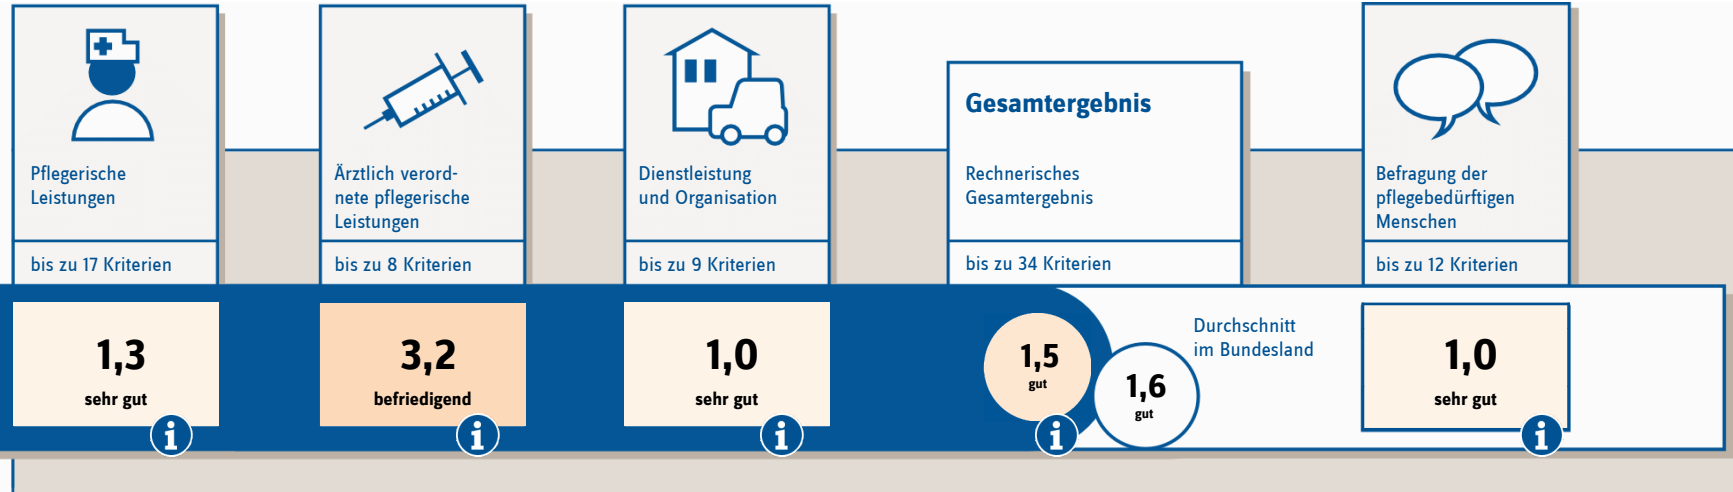 Pflegerische
Leistungen
bis zu 17 Kriterien
1,3
sehr gut
i
Ärztlich verord-
nete pflegerische
Leistungen
bis zu 8 Kriterien
3,2
befriedigend
i
Dienstleistung
und Organisation
bis zu 9 Kriterien
1,0
sehr gut
i
Gesamtergebnis
Rechnerisches
Gesamtergebnis
bis zu 34 Kriterien
1,5
gut
i
Durchschnitt
im Bundesland
1,6
gut
Befragung der
pflegebedürftigen
Menschen
bis zu 12 Kriterien
1,0
sehr gut
i